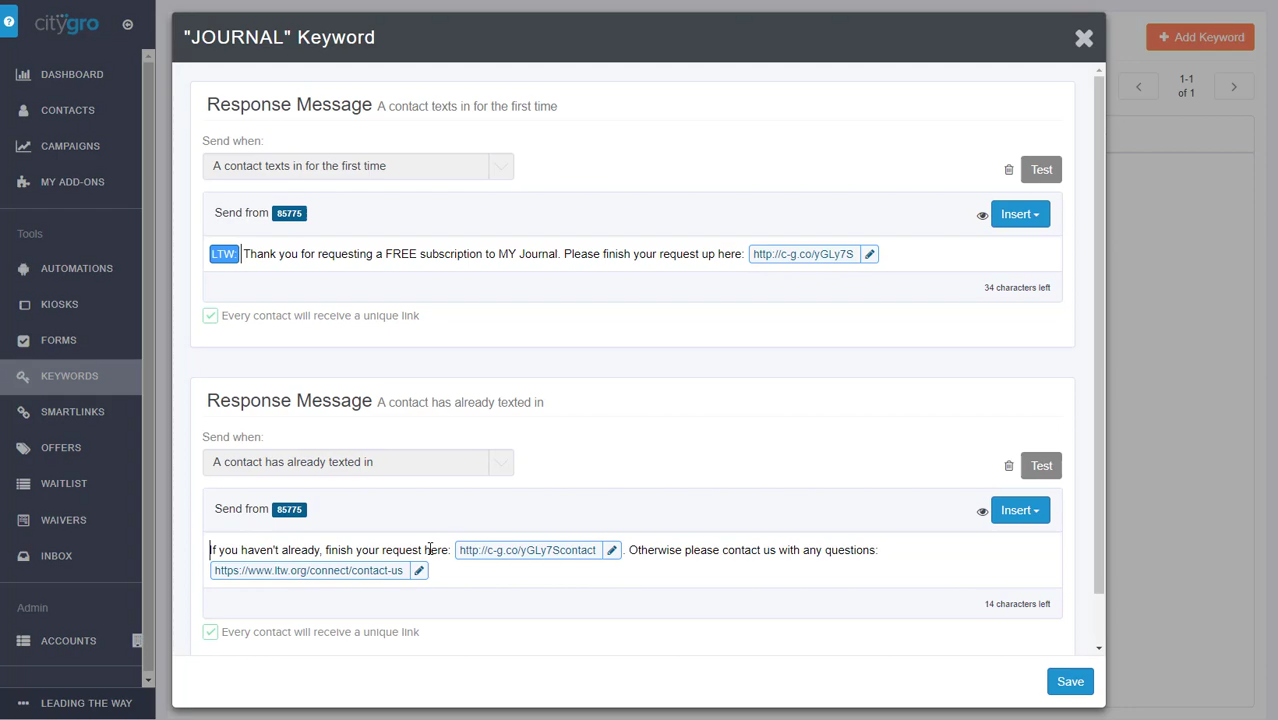 citygro
"JOURNAL" Keyword
+ Add Keyword
DASHBOARD
CONTACTS
CAMPAIGNS
MY ADD-ONS
Tools
AUTOMATIONS
KIOSKS
FORMS
KEYWORDS
SMARTLINKS
OFFERS
WAITLIST
WAIVERS
INBOX
Admin
ACCOUNTS
LEADING THE WAY
1-1
of 1
Response Message A contact texts in for the first time
Send when:
A contact texts in for the first time
Test
Send from 85775
Insert
LTW: Thank you for requesting a FREE subscription to MY Journal. Please finish your request up here: http://c-g.co/yGLy7S
34 characters left
Every contact will receive a unique link
Response Message A contact has already texted in
Send when:
A contact has already texted in
Test
Send from 85775
Insert
If you haven't already, finish your request here: http://c-g.co/yGLy7Scontact . Otherwise please contact us with any questions:
https://www.ltw.org/connect/contact-us
14 characters left
Every contact will receive a unique link
Save